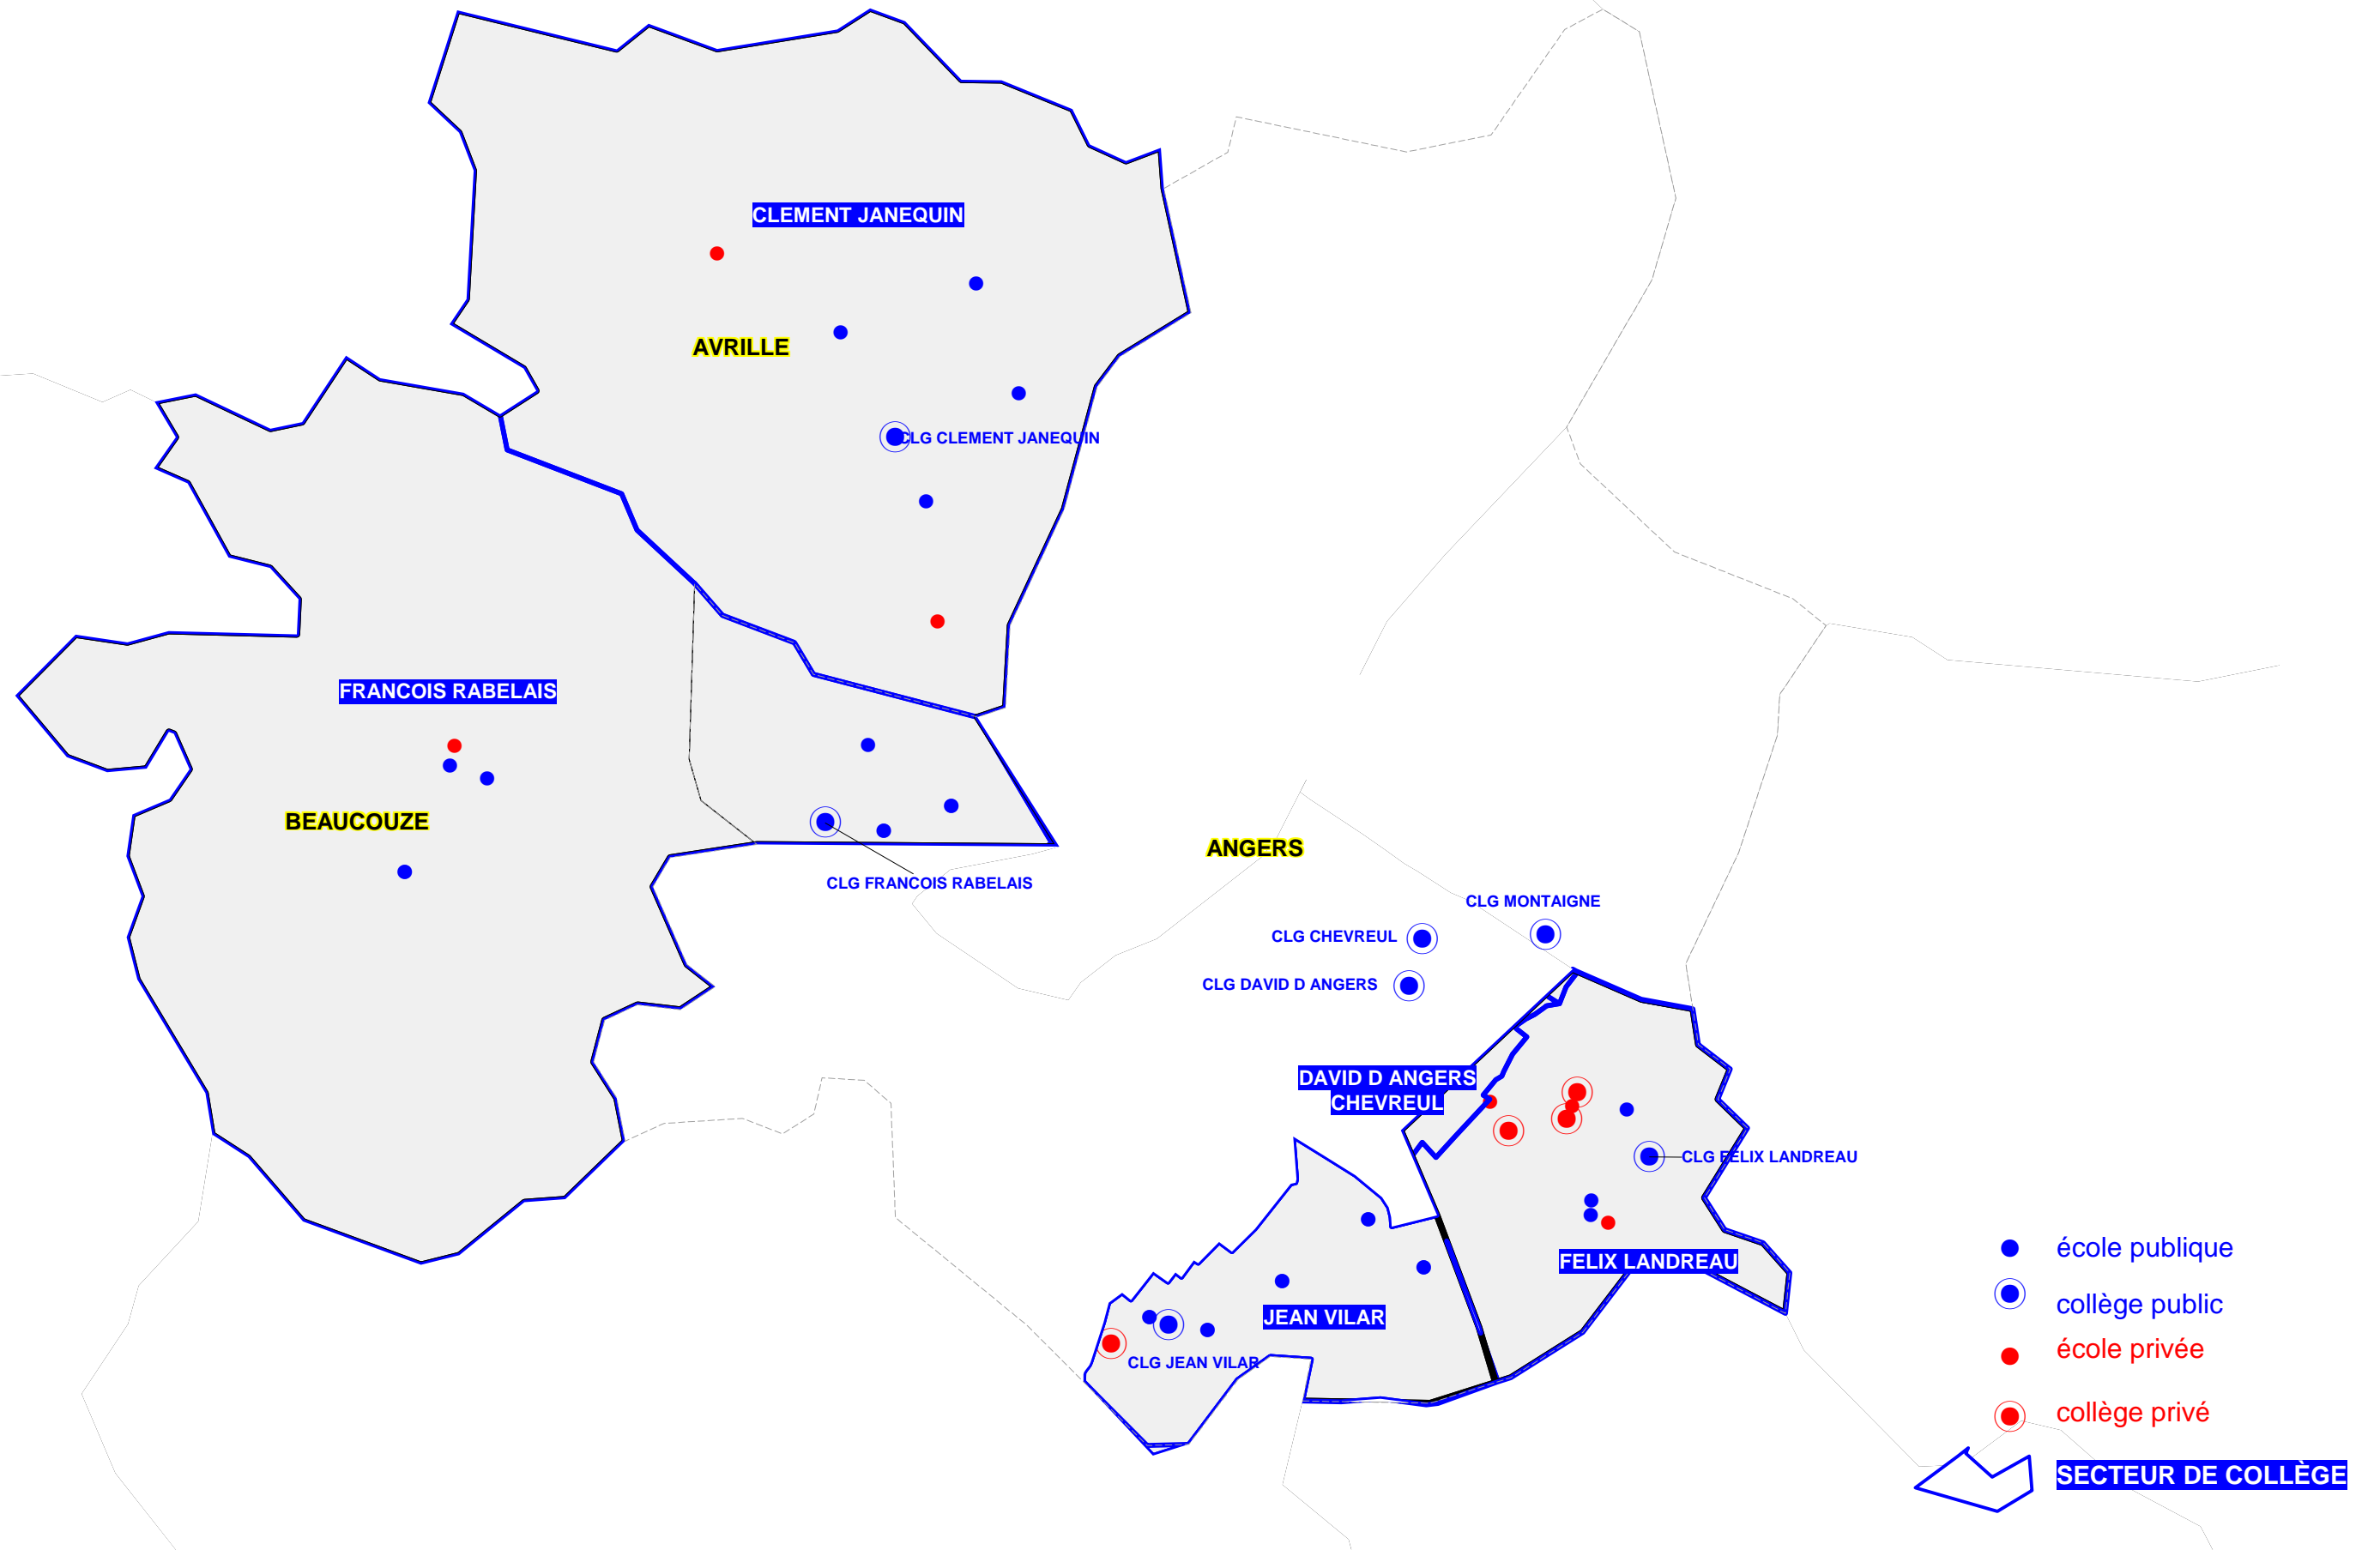 CLEMENT JANEQUIN
AVRILLE
CLG CLEMENT JANEQUIN
FRANCOIS RABELAIS
BEAUCOUZE
ANGERS
CLG FRANCOIS RABELAIS
CLG MONTAIGNE
CLG CHEVREUL
CLG DAVID D ANGERS
DAVID D ANGERS
CHEVREUL
CLG FELIX LANDREAU
FELIX LANDREAU
JEAN VILAR
CLG JEAN VILAR
école publique
collège public
école privée
collège privé
SECTEUR DE COLLÈGE